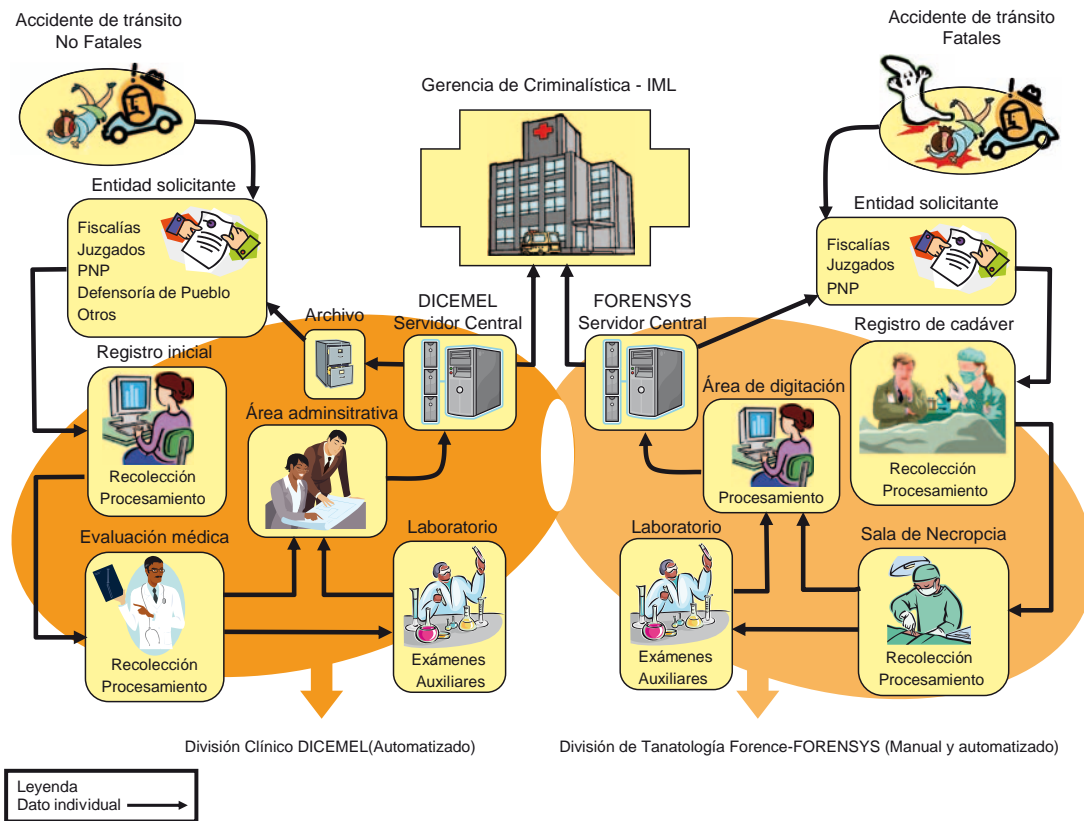 Accidente de tránsito
No Fatales
Accidente de tránsito
Fatales
Gerencia de Criminalística - IML
Entidad solicitante
Fiscalías
Juzgados
PNP
Defensoría de Pueblo
Otros
Entidad solicitante
Fiscalías
Juzgados
PNP
Archivo
DICEMEL
Servidor Central
FORENSYS
Servidor Central
Registro inicial
Recolección
Procesamiento
Área adminsitrativa
Área de digitación
Procesamiento
Registro de cadáver
Recolección
Procesamiento
Evaluación médica
Recolección
Procesamiento
Laboratorio
Exámenes
Auxiliares
Laboratorio
Exámenes
Auxiliares
Sala de Necropcia
Recolección
Procesamiento
División Clínico DICEMEL(Automatizado)
División de Tanatología Forence-FORENSYS (Manual y automatizado)
Leyenda
Dato individual